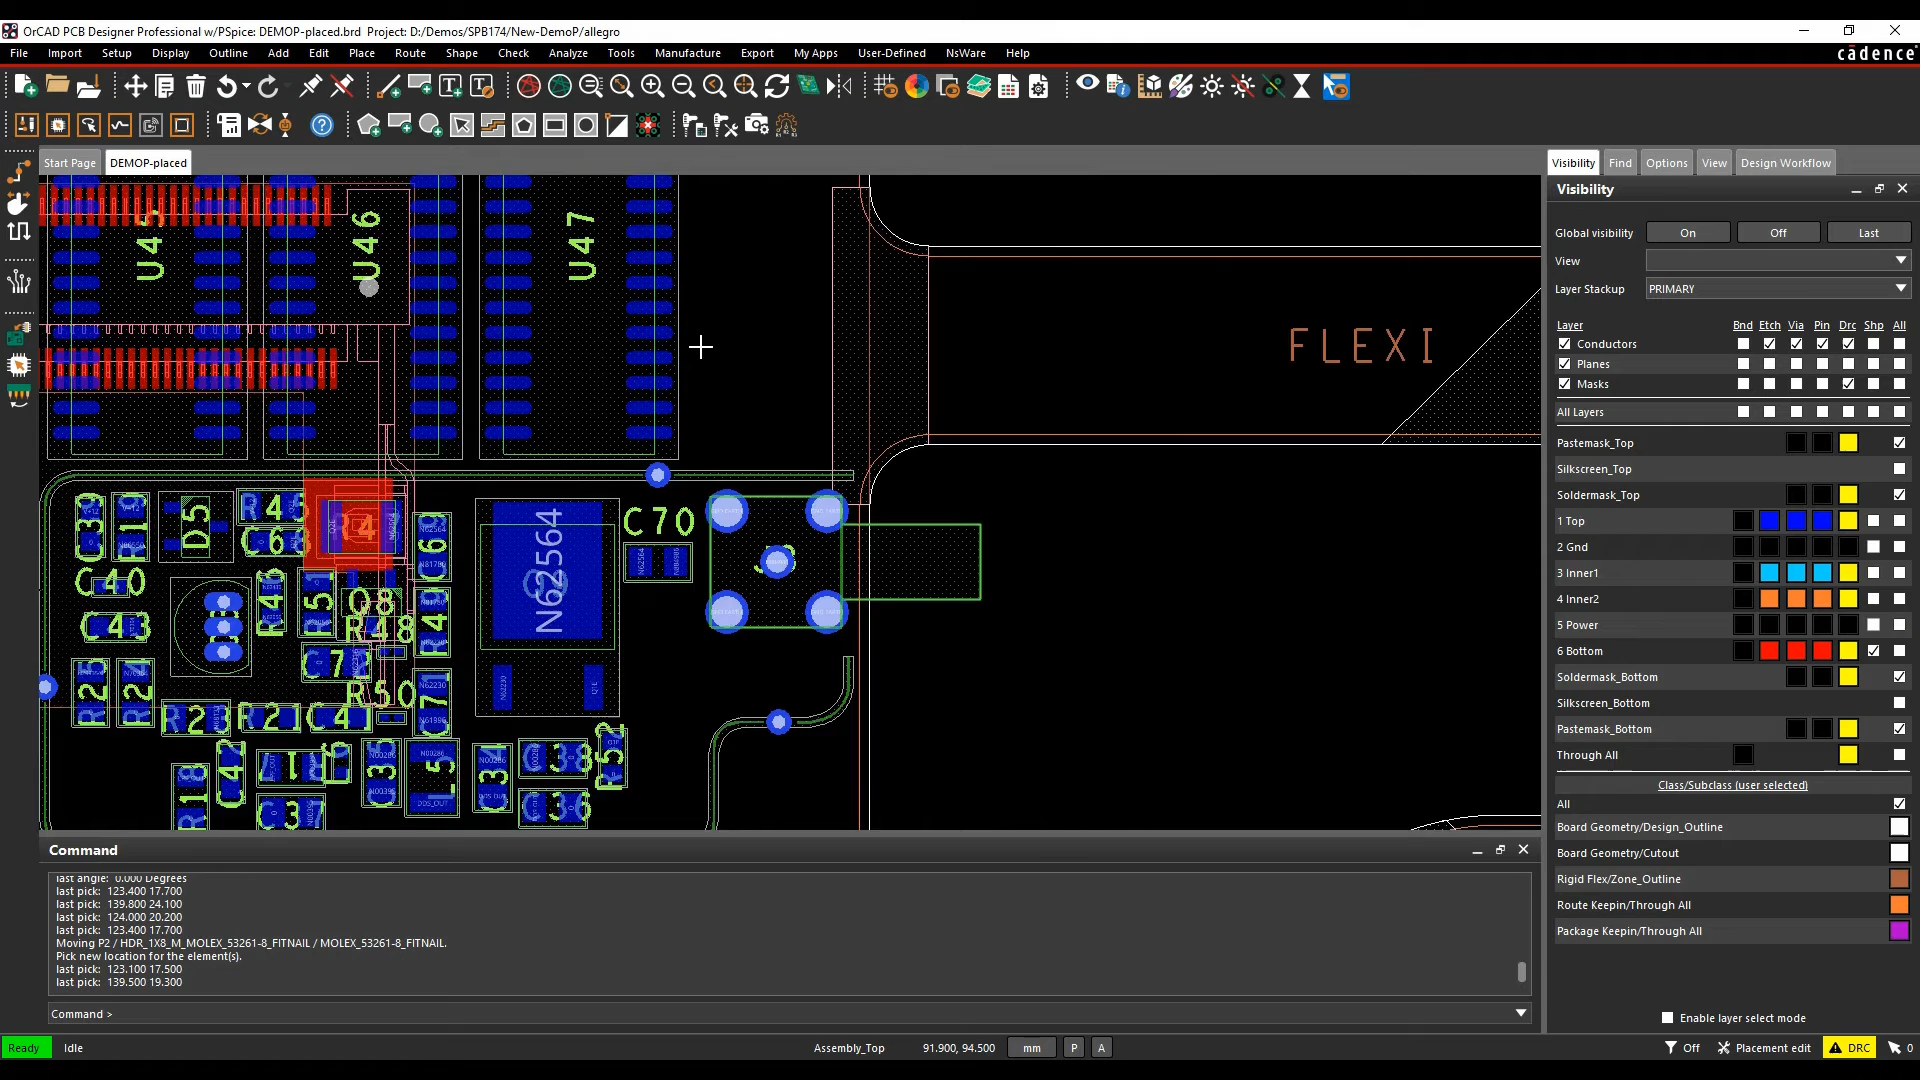 OrCAD PCB Designer Professional w/PSpice: DEMOP-placed.brd  Project: D:/Demos/SPB174/New-DemoP/allegro
File Import Setup Display Outline Add Edit Place Route Shape Check Analyze Tools Manufacture Export My Apps User-Defined NsWare Help
cādence
Start Page DEMOP-placed
Visibility Find Options View Design Workflow
Visibility
Global visibility On Off Last
View
Layer Stackup PRIMARY
Layer Bnd Etch Via Pin Drc Shp All
Conductors
Planes
Masks
All Layers
Pastemask_Top
Silkscreen_Top
Soldermask_Top
1 Top
2 Gnd
3 Inner1
4 Inner2
5 Power
6 Bottom
Soldermask_Bottom
Silkscreen_Bottom
Pastemask_Bottom
Through All
Class/Subclass (user selected)
All
Board Geometry/Design_Outline
Board Geometry/Cutout
Rigid Flex/Zone_Outline
Route Keepin/Through All
Package Keepin/Through All
Enable layer select mode
U45
U46
U47
FLEXI
D5
C70
N62564
C40
C43
R48
R50
R52
Command
last angle:  0.000 Degrees
last pick:  123.400 17.700
last pick:  139.800 24.100
last pick:  124.000 20.200
last pick:  123.400 17.700
Moving P2 / HDR_1X8_M_MOLEX_53261-8_FITNAIL / MOLEX_53261-8_FITNAIL.
Pick new location for the element(s).
last pick:  123.100 17.500
last pick:  139.500 19.300
Command >
Ready Idle Assembly_Top 91.900, 94.500 mm P A Off Placement edit DRC 0